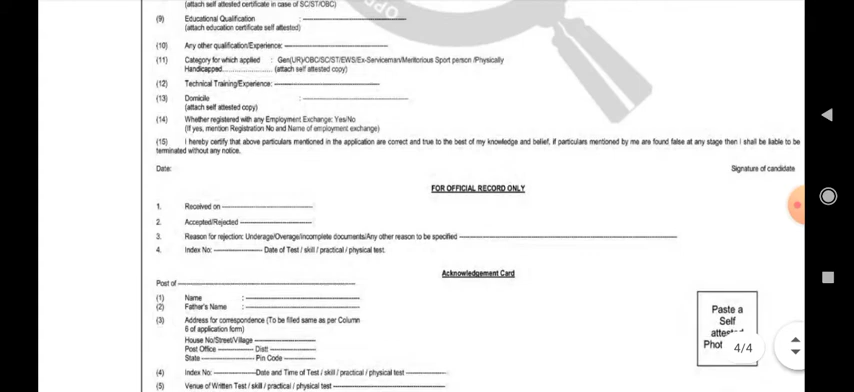 (attach self attested certificate in case of SC/ST/OBC)
(9) Educational Qualification :
(attach education certificate self attested)
(10) Any other qualification/Experience:
(11) Category for which applied : Gen(UR)/OBC/SC/ST/EWS/Ex-Serviceman/Meritorious Sport person /Physically
Handicapped........................ (attach self attested copy)
(12) Technical Training/Experience:
(13) Domicile :
(attach self attested copy)
(14) Whether registered with any Employment Exchange: Yes/No
(If yes, mention Registration No and Name of employment exchange)
(15) I hereby certify that above particulars mentioned in the application are correct and true to the best of my knowledge and belief, if particulars mentioned by me are found false at any stage then I shall be liable to be
terminated without any notice.
Date: Signature of candidate
FOR OFFICIAL RECORD ONLY
1. Received on
2. Accepted/Rejected
3. Reason for rejection: Underage/Overage/Incomplete documents/Any other reason to be specified
4. Index No: Date of Test / skill / practical / physical test.
Acknowledgement Card
Post of
(1) Name :
(2) Father's Name :
(3) Address for correspondence (To be filled same as per Column
6 of application form)
House No/Street/Village
Post Office Distt
State Pin Code
(4) Index No: Date and Time of Test / skill / practical / physical test
(5) Venue of Written Test / skill / practical / physical test
Paste a
Self
4/4